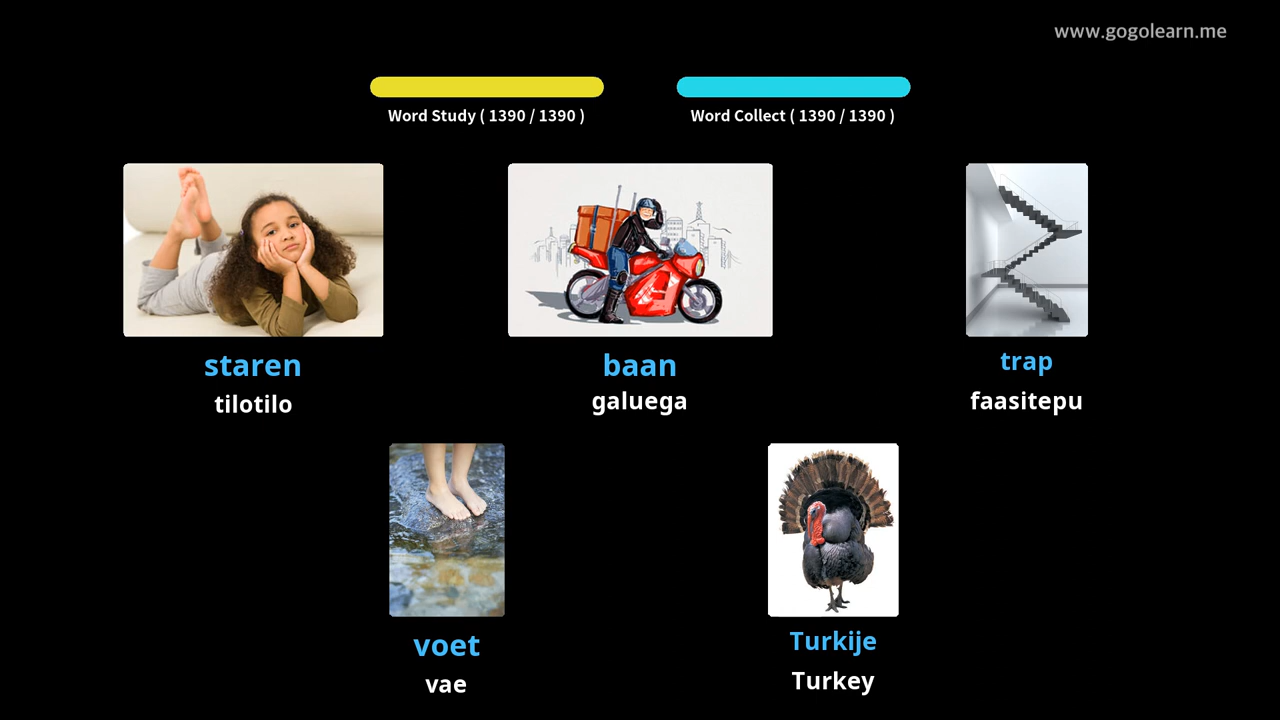 www.gogolearn.me
Word Study ( 1390 / 1390 )
Word Collect ( 1390 / 1390 )
staren
tilotilo
baan
galuega
trap
faasitepu
voet
vae
Turkije
Turkey